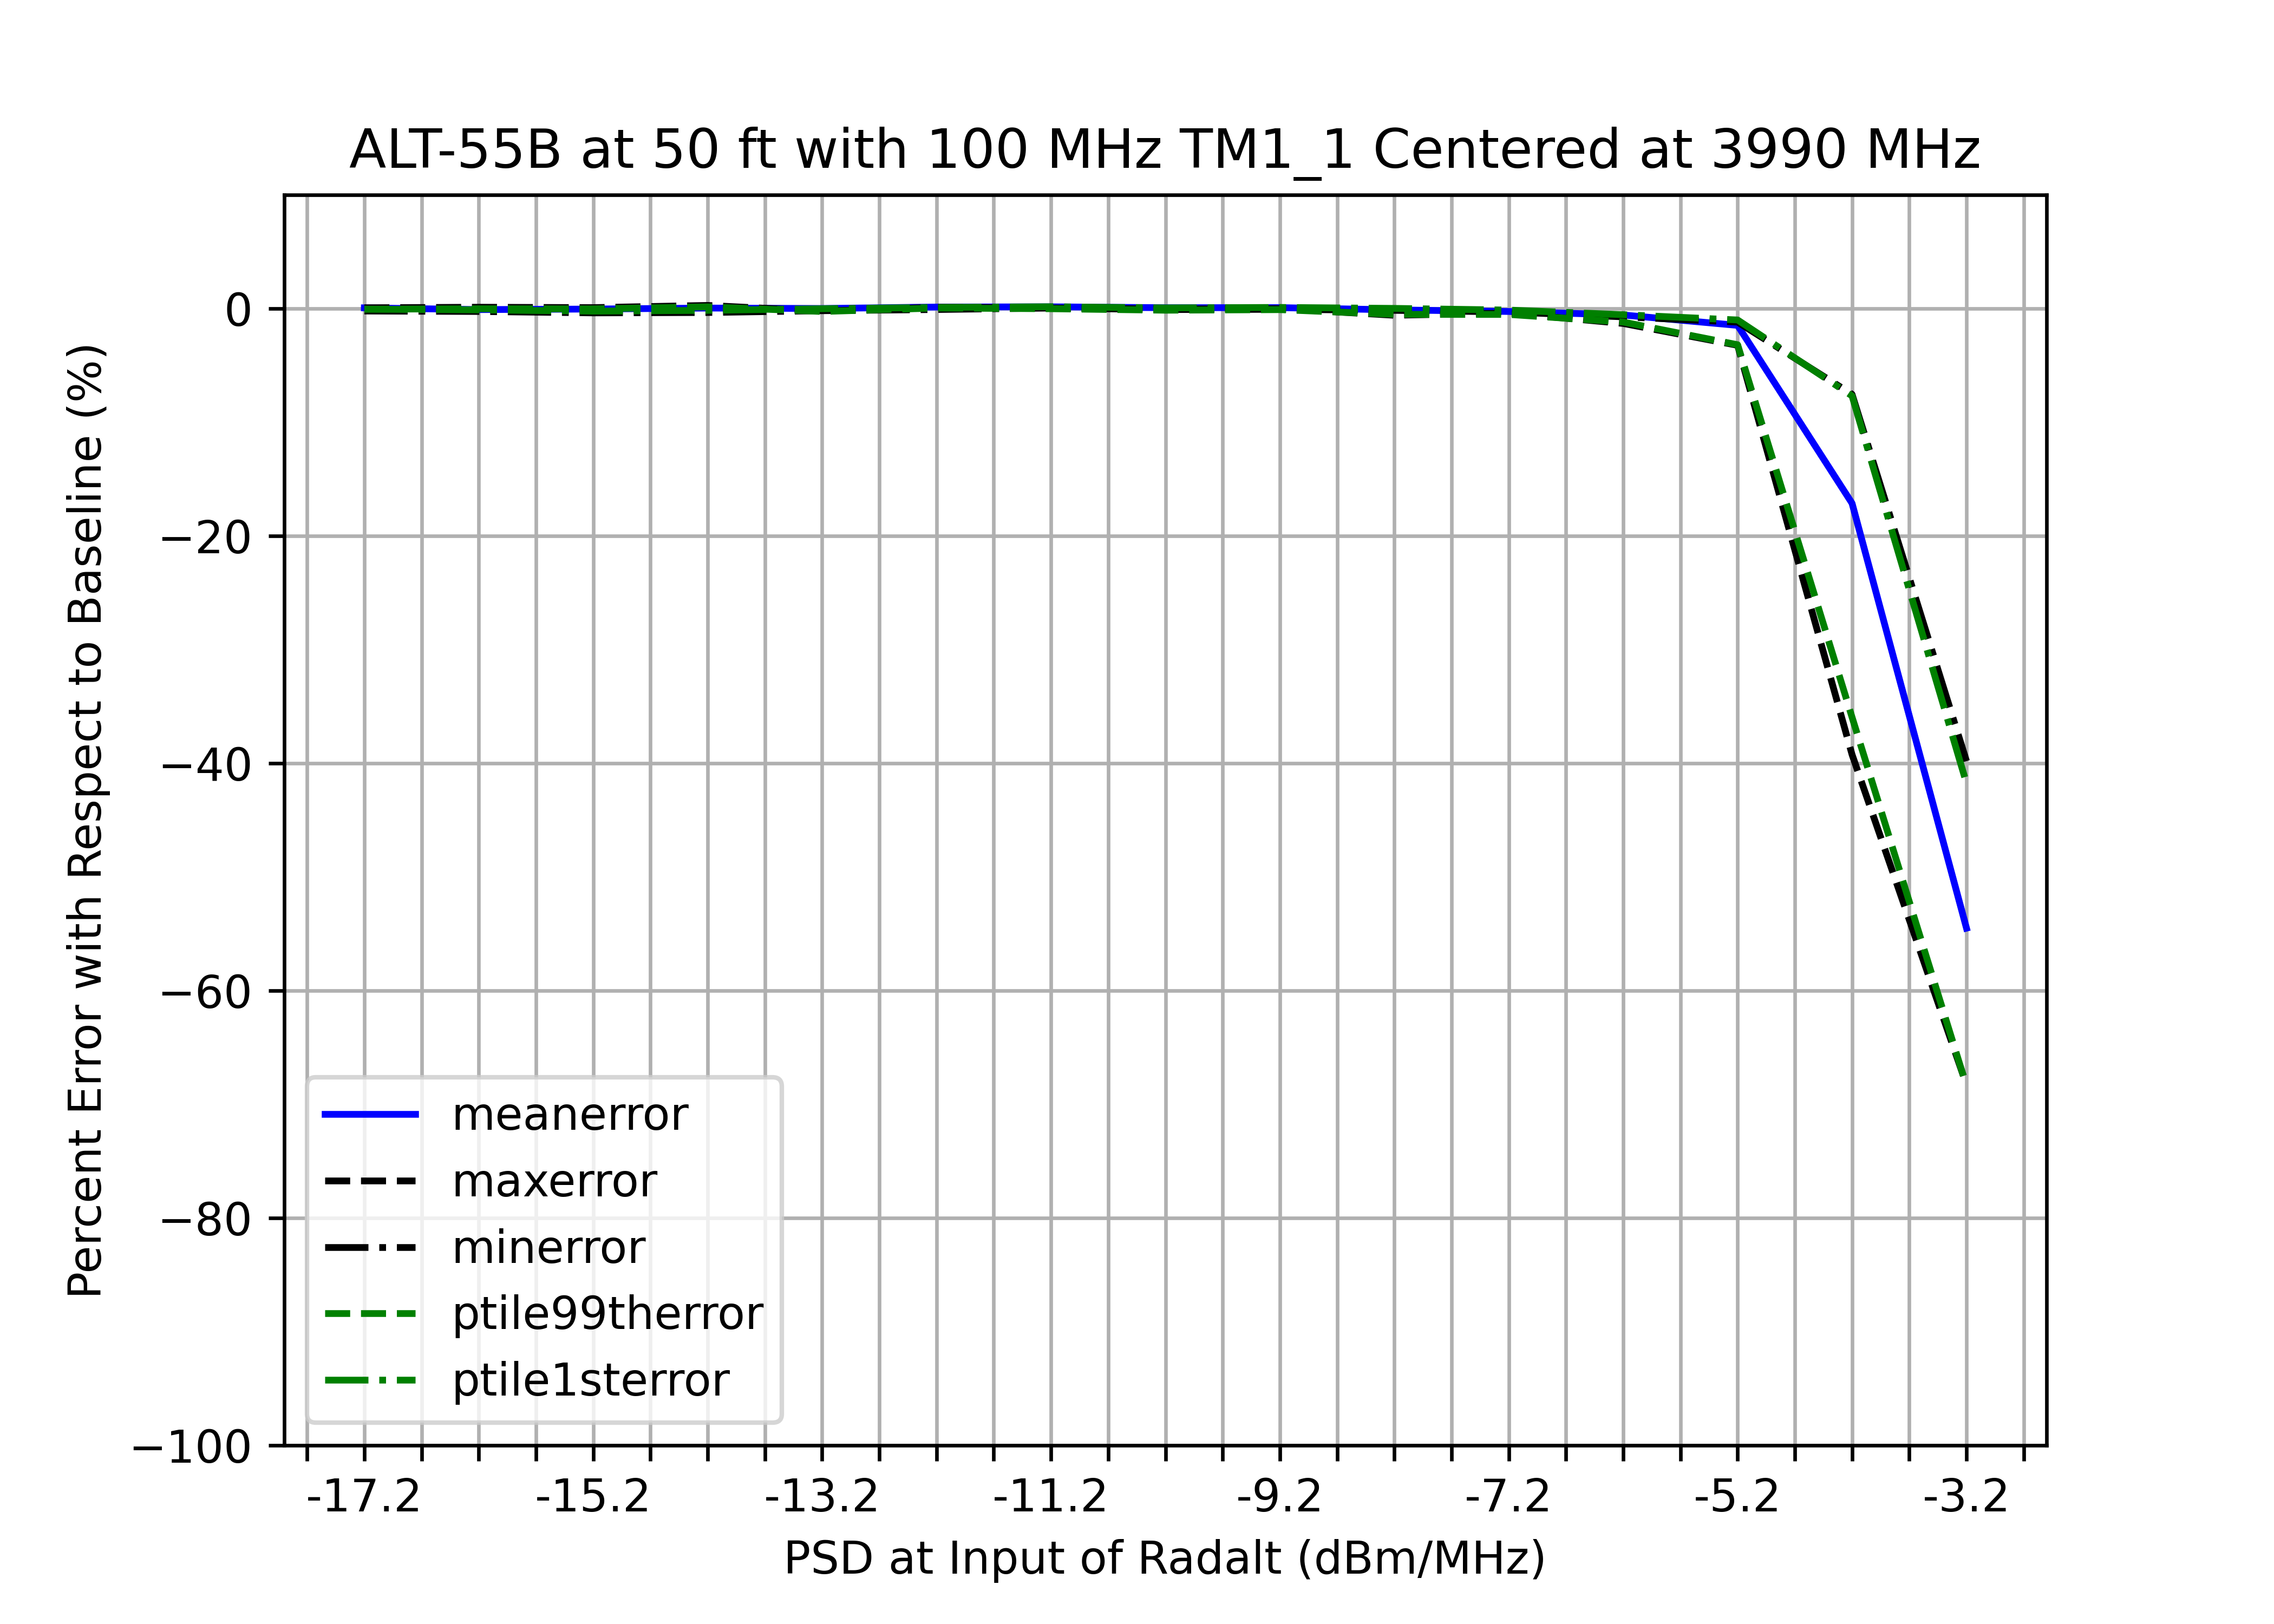 ALT-55B at 50 ft with 100 MHz TM1_1 Centered at 3990 MHz
Percent Error with Respect to Baseline (%)
0
−20
−40
−60
−80
−100
meanerror
maxerror
minerror
ptile99therror
ptile1sterror
-17.2 -15.2 -13.2 -11.2 -9.2 -7.2 -5.2 -3.2
PSD at Input of Radalt (dBm/MHz)